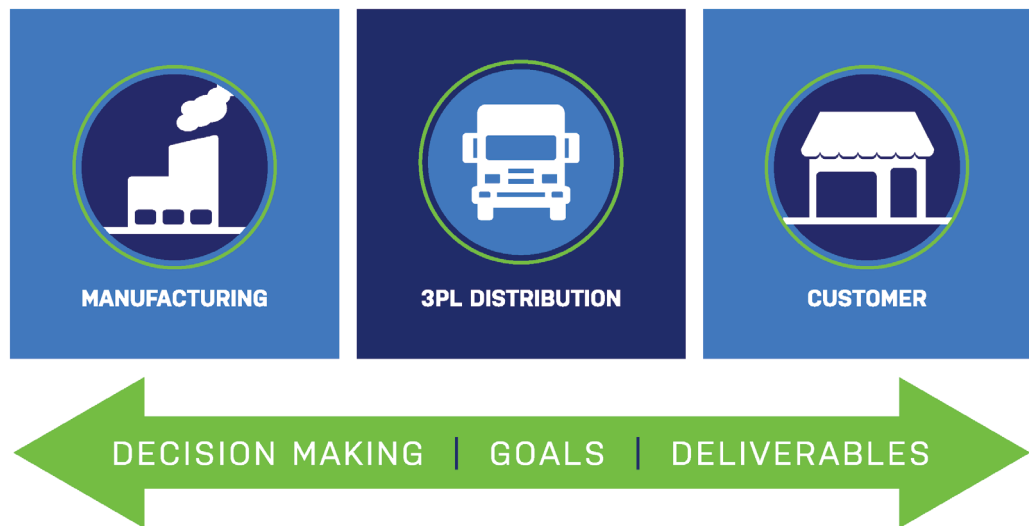 MANUFACTURING
3PL DISTRIBUTION
CUSTOMER
DECISION MAKING | GOALS | DELIVERABLES